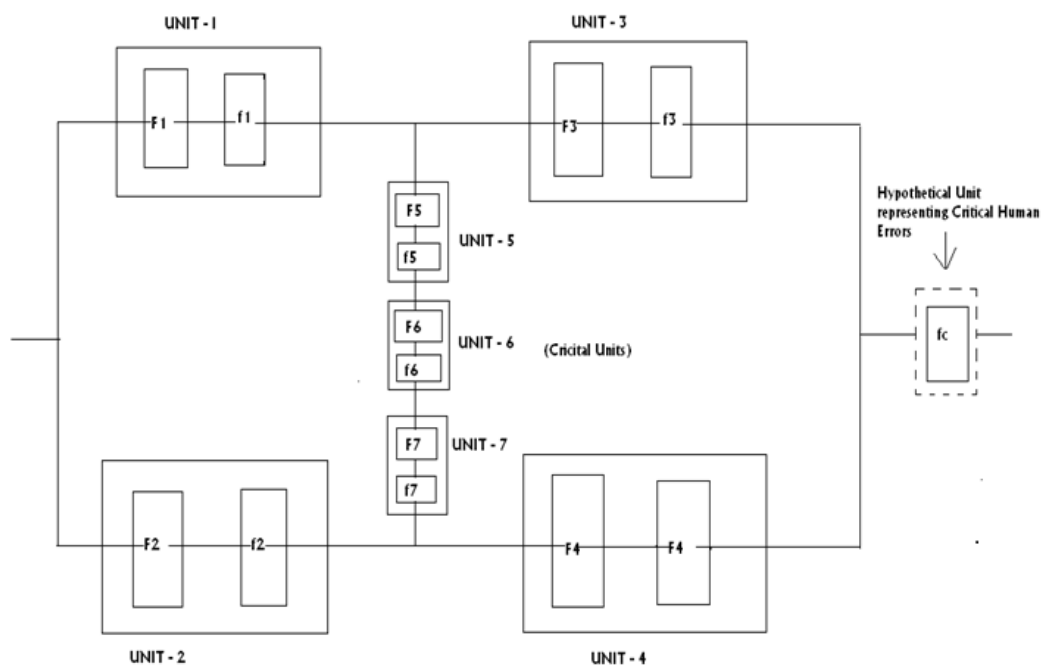 UNIT - 1
UNIT - 3
F1
f1
F3
f3
Hypothetical Unit
representing Critical Human
Errors
F5
f5
UNIT - 5
F6
f6
UNIT - 6
(Cricital Units)
fc
F7
f7
UNIT - 7
F2
f2
F4
F4
UNIT - 2
UNIT - 4